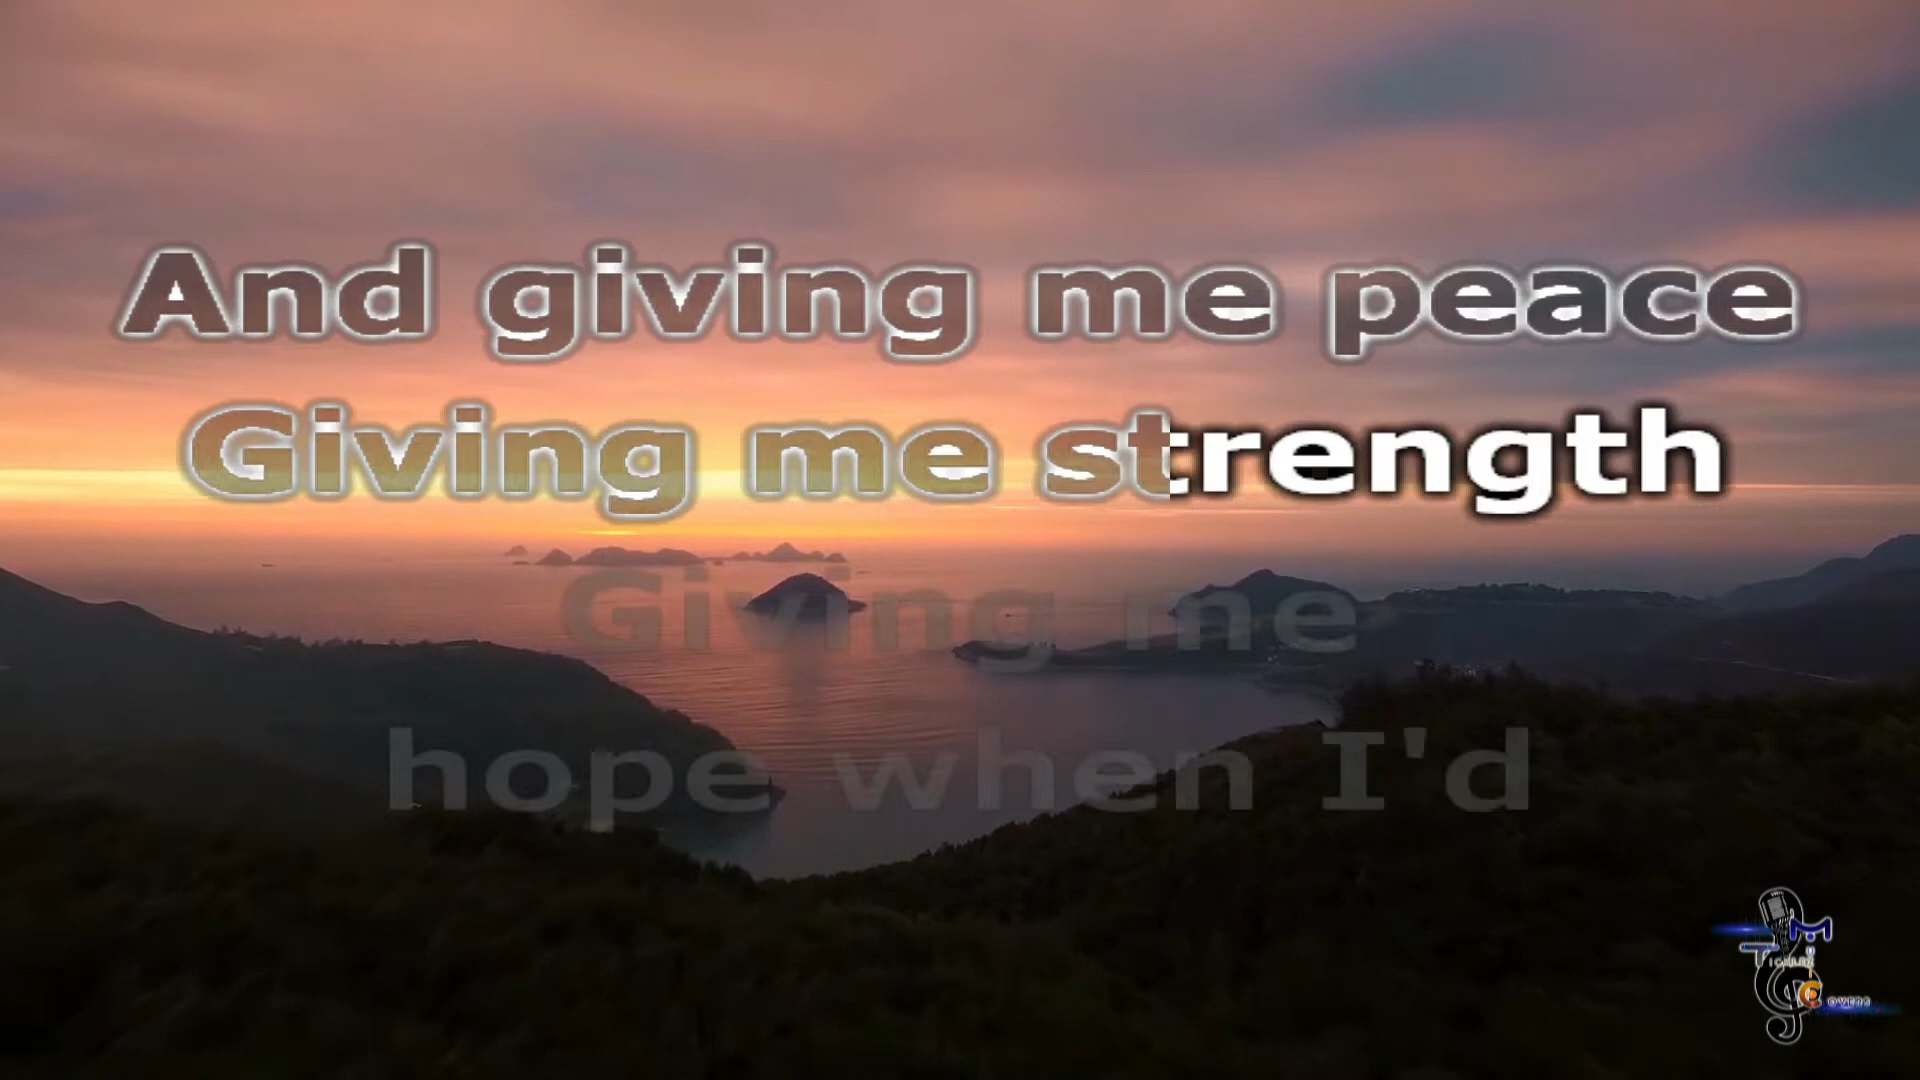 And giving me peace
Giving me strength
Giving me
hope when I'd